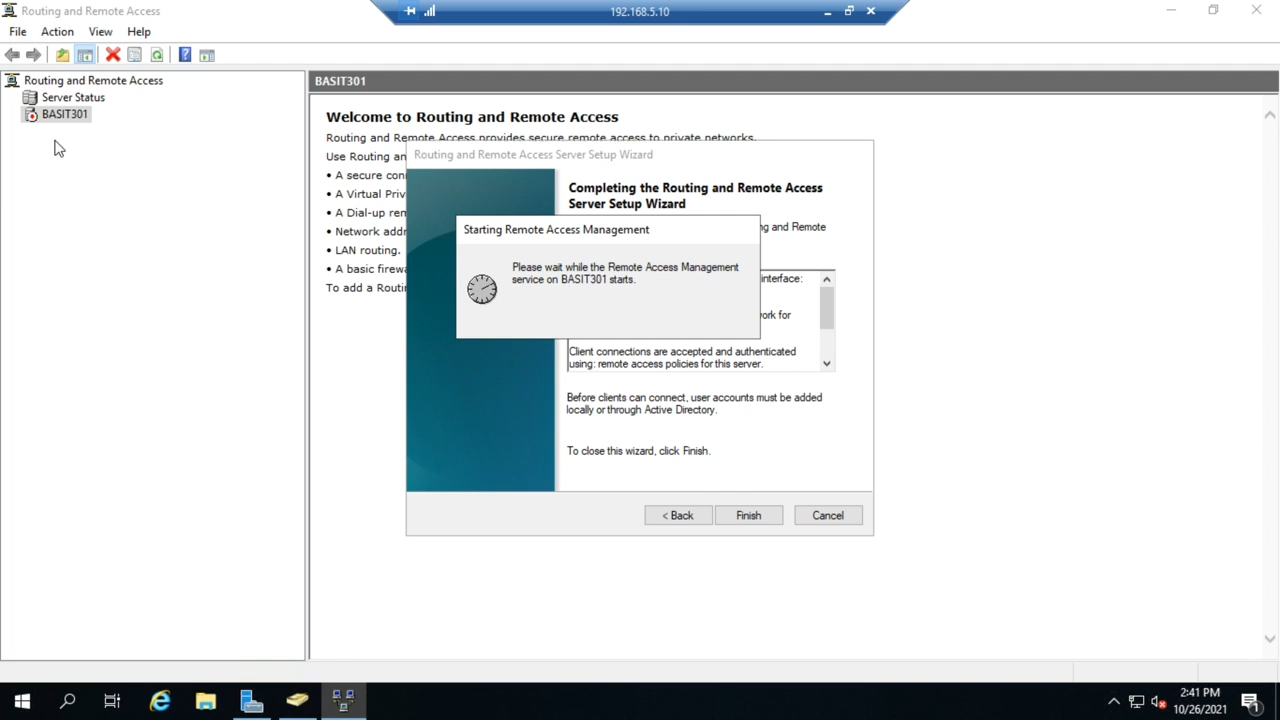 Routing and Remote Access
192.168.5.10
File Action View Help
Routing and Remote Access
Server Status
BASIT301
BASIT301
Welcome to Routing and Remote Access
Routing and Remote Access provides secure remote access to private networks.
Use Routing an
• A secure con
• A Virtual Priv
• A Dial-up rem
• Network addr
• LAN routing.
• A basic firewa
To add a Routi
Routing and Remote Access Server Setup Wizard
Completing the Routing and Remote Access
Server Setup Wizard
ng and Remote
Starting Remote Access Management
Please wait while the Remote Access Management
service on BASIT301 starts.
interface:
work for
Client connections are accepted and authenticated
using: remote access policies for this server.
Before clients can connect, user accounts must be added
locally or through Active Directory.
To close this wizard, click Finish.
< Back Finish Cancel
2:41 PM
10/26/2021
1